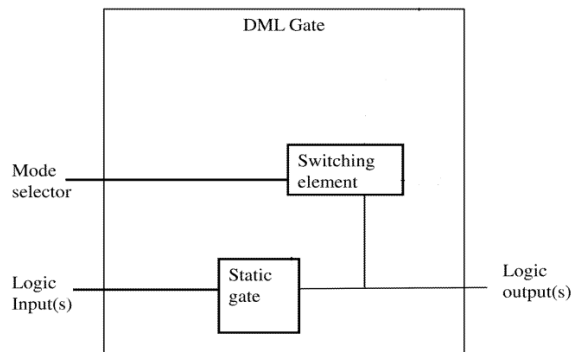 DML Gate
Mode
selector
Switching
element
Logic
Input(s)
Static
gate
Logic
output(s)